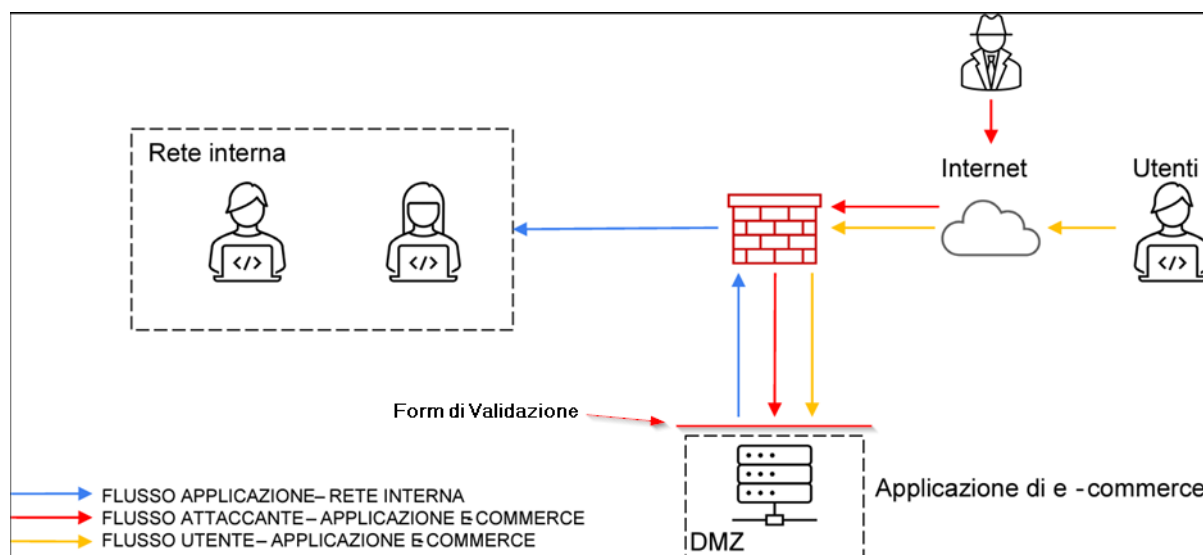 Rete interna
Internet
Utenti
Form di Validazione
Applicazione di e -commerce
DMZ
FLUSSO APPLICAZIONE– RETE INTERNA
FLUSSO ATTACCANTE– APPLICAZIONE E-COMMERCE
FLUSSO UTENTE– APPLICAZIONE E-COMMERCE